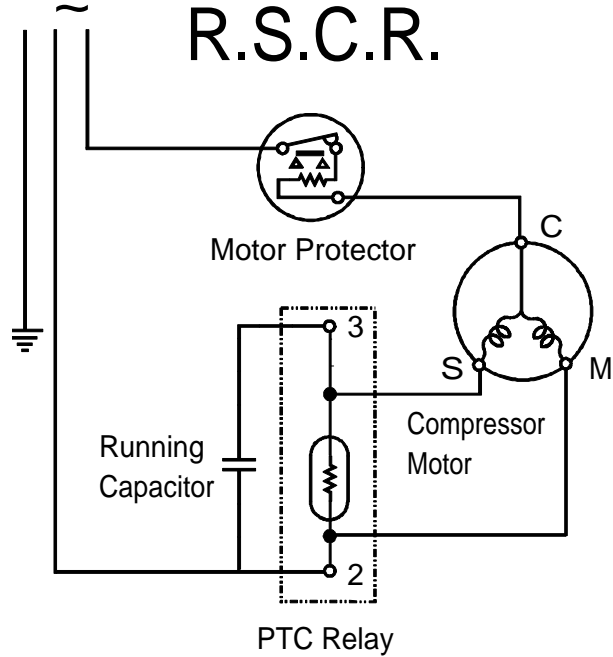 ~
R.S.C.R.
Motor Protector
C
3
S
M
Compressor
Motor
Running
Capacitor
2
PTC Relay